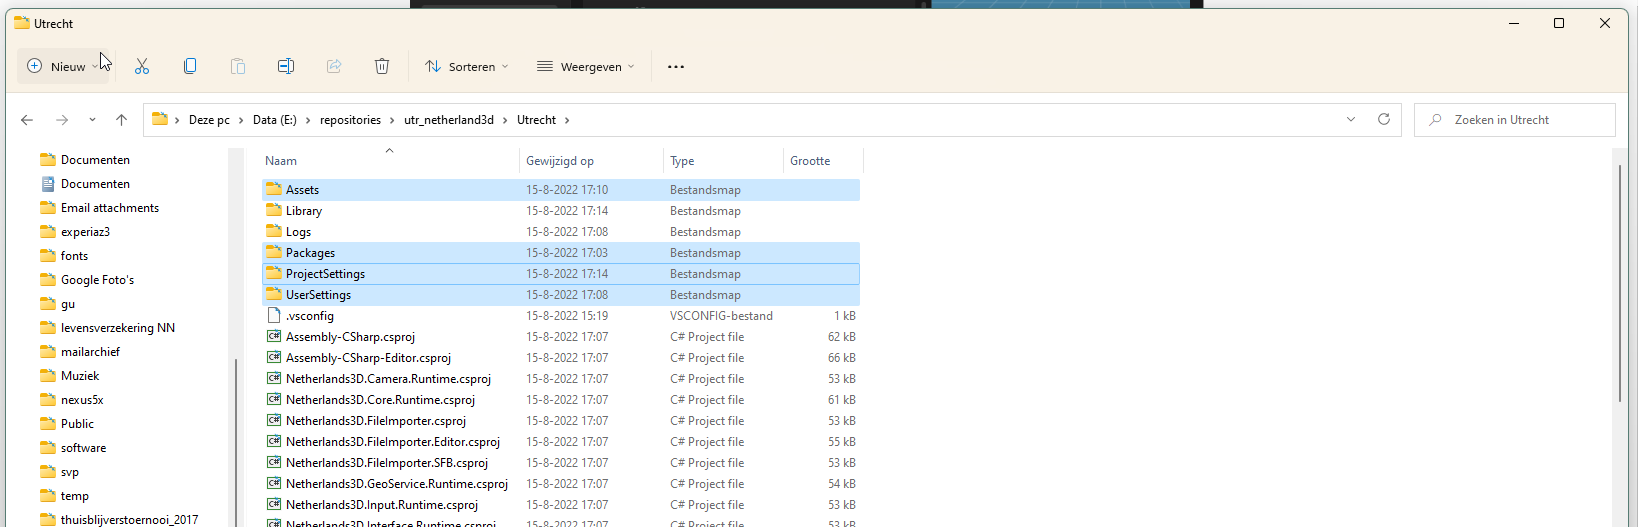 Utrecht
Nieuw
Sorteren
Weergeven
Deze pc > Data (E:) > repositories > utr_netherland3d > Utrecht >
Zoeken in Utrecht
Documenten
Documenten
Email attachments
experiaz3
fonts
Google Foto's
gu
levensverzekering NN
mailarchief
Muziek
nexus5x
Public
software
svp
temp
thuisblijverstoernooi_2017
Naam Gewijzigd op Type Grootte
Assets 15-8-2022 17:10 Bestandsmap
Library 15-8-2022 17:14 Bestandsmap
Logs 15-8-2022 17:08 Bestandsmap
Packages 15-8-2022 17:03 Bestandsmap
ProjectSettings 15-8-2022 17:14 Bestandsmap
UserSettings 15-8-2022 17:08 Bestandsmap
.vsconfig 15-8-2022 15:19 VSCONFIG-bestand 1 kB
Assembly-CSharp.csproj 15-8-2022 17:07 C# Project file 62 kB
Assembly-CSharp-Editor.csproj 15-8-2022 17:07 C# Project file 66 kB
Netherlands3D.Camera.Runtime.csproj 15-8-2022 17:07 C# Project file 53 kB
Netherlands3D.Core.Runtime.csproj 15-8-2022 17:07 C# Project file 61 kB
Netherlands3D.FileImporter.csproj 15-8-2022 17:07 C# Project file 53 kB
Netherlands3D.FileImporter.Editor.csproj 15-8-2022 17:07 C# Project file 55 kB
Netherlands3D.FileImporter.SFB.csproj 15-8-2022 17:07 C# Project file 53 kB
Netherlands3D.GeoService.Runtime.csproj 15-8-2022 17:07 C# Project file 54 kB
Netherlands3D.Input.Runtime.csproj 15-8-2022 17:07 C# Project file 53 kB
Netherlands3D.Interface.Runtime.csproj 15-8-2022 17:07 C# Project file 53 kB